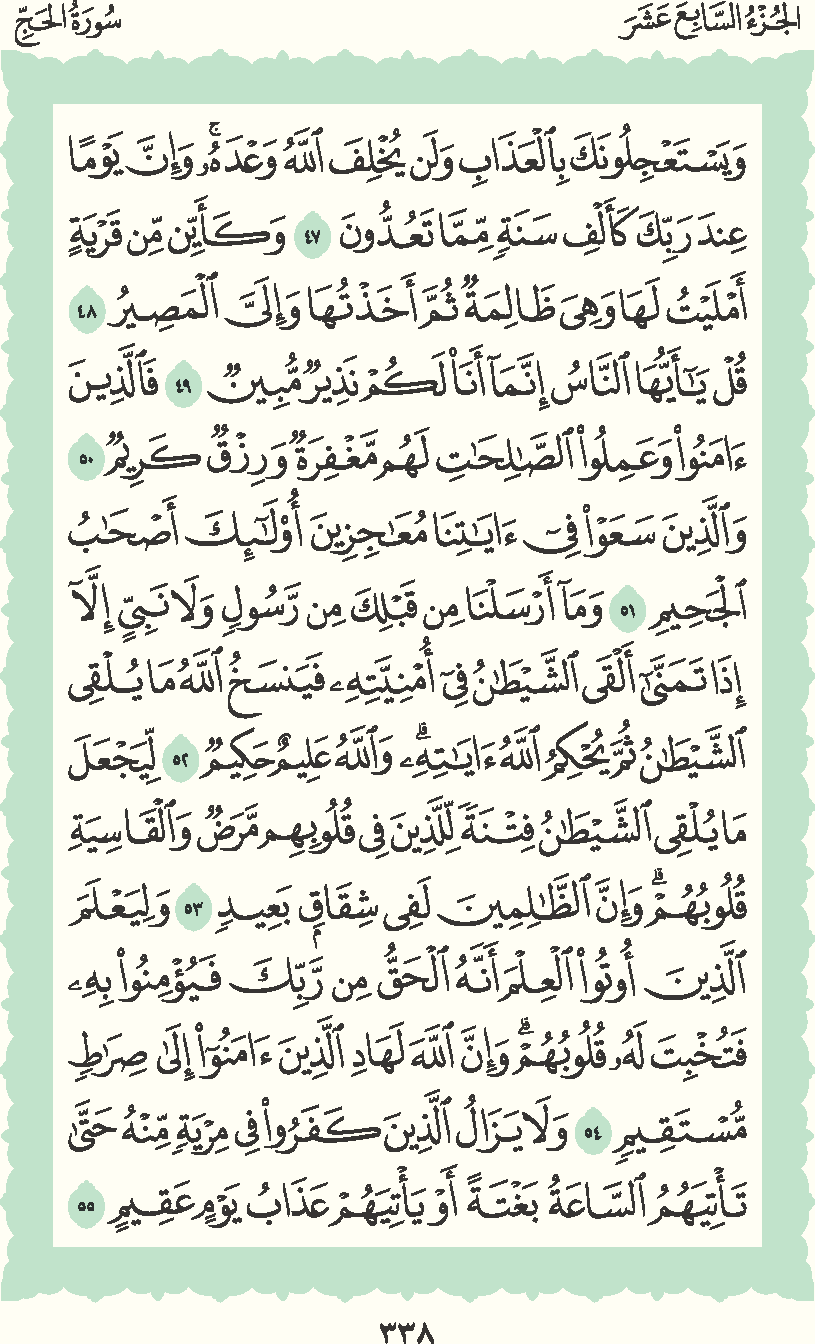 الجُزْءُ السَّابِعَ عَشَرَ
سُورَةُ الحَجِّ
وَيَسْتَعْجِلُونَكَ بِٱلْعَذَابِ وَلَن يُخْلِفَ ٱللَّهُ وَعْدَهُۥۚ وَإِنَّ يَوْمًا
عِندَ رَبِّكَ كَأَلْفِ سَنَةٍ مِّمَّا تَعُدُّونَ ٤٧ وَكَأَيِّن مِّن قَرْيَةٍ
أَمْلَيْتُ لَهَا وَهِىَ ظَالِمَةٌ ثُمَّ أَخَذْتُهَا وَإِلَىَّ ٱلْمَصِيرُ ٤٨
قُلْ يَٰٓأَيُّهَا ٱلنَّاسُ إِنَّمَآ أَنَا۠ لَكُمْ نَذِيرٌ مُّبِينٌ ٤٩ فَٱلَّذِينَ
ءَامَنُوا۟ وَعَمِلُوا۟ ٱلصَّٰلِحَٰتِ لَهُم مَّغْفِرَةٌ وَرِزْقٌ كَرِيمٌ ٥٠
وَٱلَّذِينَ سَعَوْا۟ فِىٓ ءَايَٰتِنَا مُعَٰجِزِينَ أُو۟لَٰٓئِكَ أَصْحَٰبُ
ٱلْجَحِيمِ ٥١ وَمَآ أَرْسَلْنَا مِن قَبْلِكَ مِن رَّسُولٍ وَلَا نَبِىٍّ إِلَّآ
إِذَا تَمَنَّىٰٓ أَلْقَى ٱلشَّيْطَٰنُ فِىٓ أُمْنِيَّتِهِۦ فَيَنسَخُ ٱللَّهُ مَا يُلْقِى
ٱلشَّيْطَٰنُ ثُمَّ يُحْكِمُ ٱللَّهُ ءَايَٰتِهِۦۗ وَٱللَّهُ عَلِيمٌ حَكِيمٌ ٥٢ لِّيَجْعَلَ
مَا يُلْقِى ٱلشَّيْطَٰنُ فِتْنَةً لِّلَّذِينَ فِى قُلُوبِهِم مَّرَضٌ وَٱلْقَاسِيَةِ
قُلُوبُهُمْۗ وَإِنَّ ٱلظَّٰلِمِينَ لَفِى شِقَاقٍۭ بَعِيدٍ ٥٣ وَلِيَعْلَمَ
ٱلَّذِينَ أُوتُوا۟ ٱلْعِلْمَ أَنَّهُ ٱلْحَقُّ مِن رَّبِّكَ فَيُؤْمِنُوا۟ بِهِۦ
فَتُخْبِتَ لَهُۥ قُلُوبُهُمْۗ وَإِنَّ ٱللَّهَ لَهَادِ ٱلَّذِينَ ءَامَنُوٓا۟ إِلَىٰ صِرَٰطٍ
مُّسْتَقِيمٍ ٥٤ وَلَا يَزَالُ ٱلَّذِينَ كَفَرُوا۟ فِى مِرْيَةٍ مِّنْهُ حَتَّىٰ
تَأْتِيَهُمُ ٱلسَّاعَةُ بَغْتَةً أَوْ يَأْتِيَهُمْ عَذَابُ يَوْمٍ عَقِيمٍ ٥٥
٣٣٨